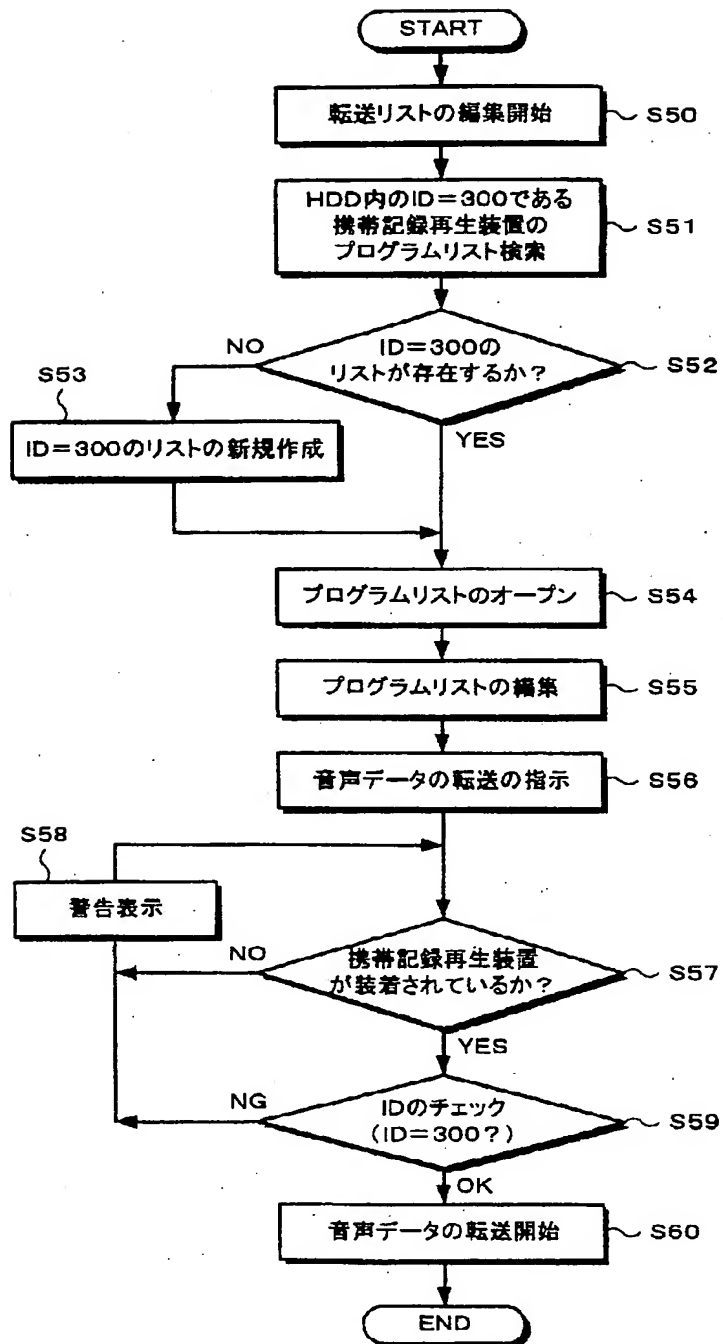 START
転送リストの編集開始
S50
HDD内のID=300である
携帯記録再生装置の
プログラムリスト検索
S51
ID=300の
リストが存在するか?
S52
NO
YES
S53
ID=300のリストの新規作成
プログラムリストのオープン
S54
プログラムリストの編集
S55
音声データの転送の指示
S56
S58
警告表示
携帯記録再生装置
が装着されているか?
S57
NO
YES
IDのチェック
(ID=300?)
S59
NG
OK
音声データの転送開始
S60
END